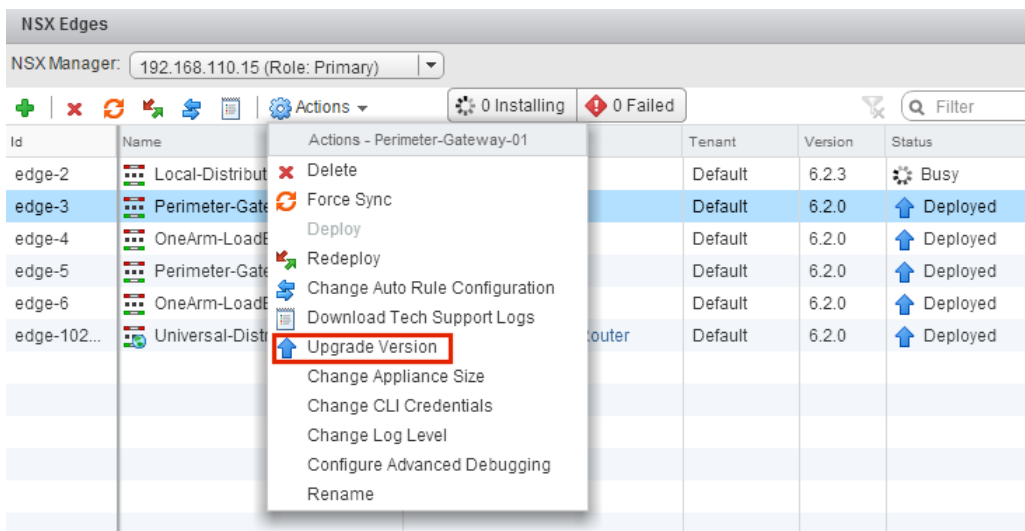 NSX Edges
NSX Manager: 192.168.110.15 (Role: Primary)
Actions 0 Installing 0 Failed Filter
Id Name Tenant Version Status
Actions - Perimeter-Gateway-01
Delete
Force Sync
Deploy
Redeploy
Change Auto Rule Configuration
Download Tech Support Logs
Upgrade Version
Change Appliance Size
Change CLI Credentials
Change Log Level
Configure Advanced Debugging
Rename
edge-2 Local-Distribut Default 6.2.3 Busy
edge-3 Perimeter-Gate Default 6.2.0 Deployed
edge-4 OneArm-Load Default 6.2.0 Deployed
edge-5 Perimeter-Gate Default 6.2.0 Deployed
edge-6 OneArm-Load Default 6.2.0 Deployed
edge-102... Universal-Distr outer Default 6.2.0 Deployed